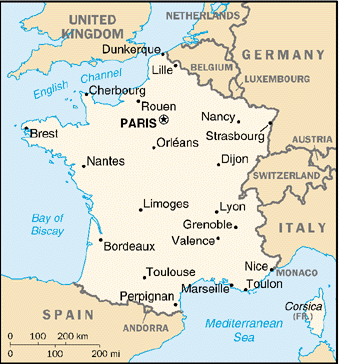 UNITED
KINGDOM
NETHERLANDS
Dunkerque
GERMANY
Lille
BELGIUM
English Channel
LUXEMBOURG
Cherbourg
Rouen
PARIS
Nancy
Strasbourg
Brest
Orléans
AUSTRIA
Dijon
Nantes
SWITZERLAND
Bay of
Biscay
Limoges
Lyon
Grenoble
ITALY
Bordeaux
Valence
Toulouse
Nice
MONACO
Marseille
Toulon
Perpignan
Corsica
(FR.)
SPAIN
ANDORRA
Mediterranean
Sea
0 100 200 km
0 100 200 mi